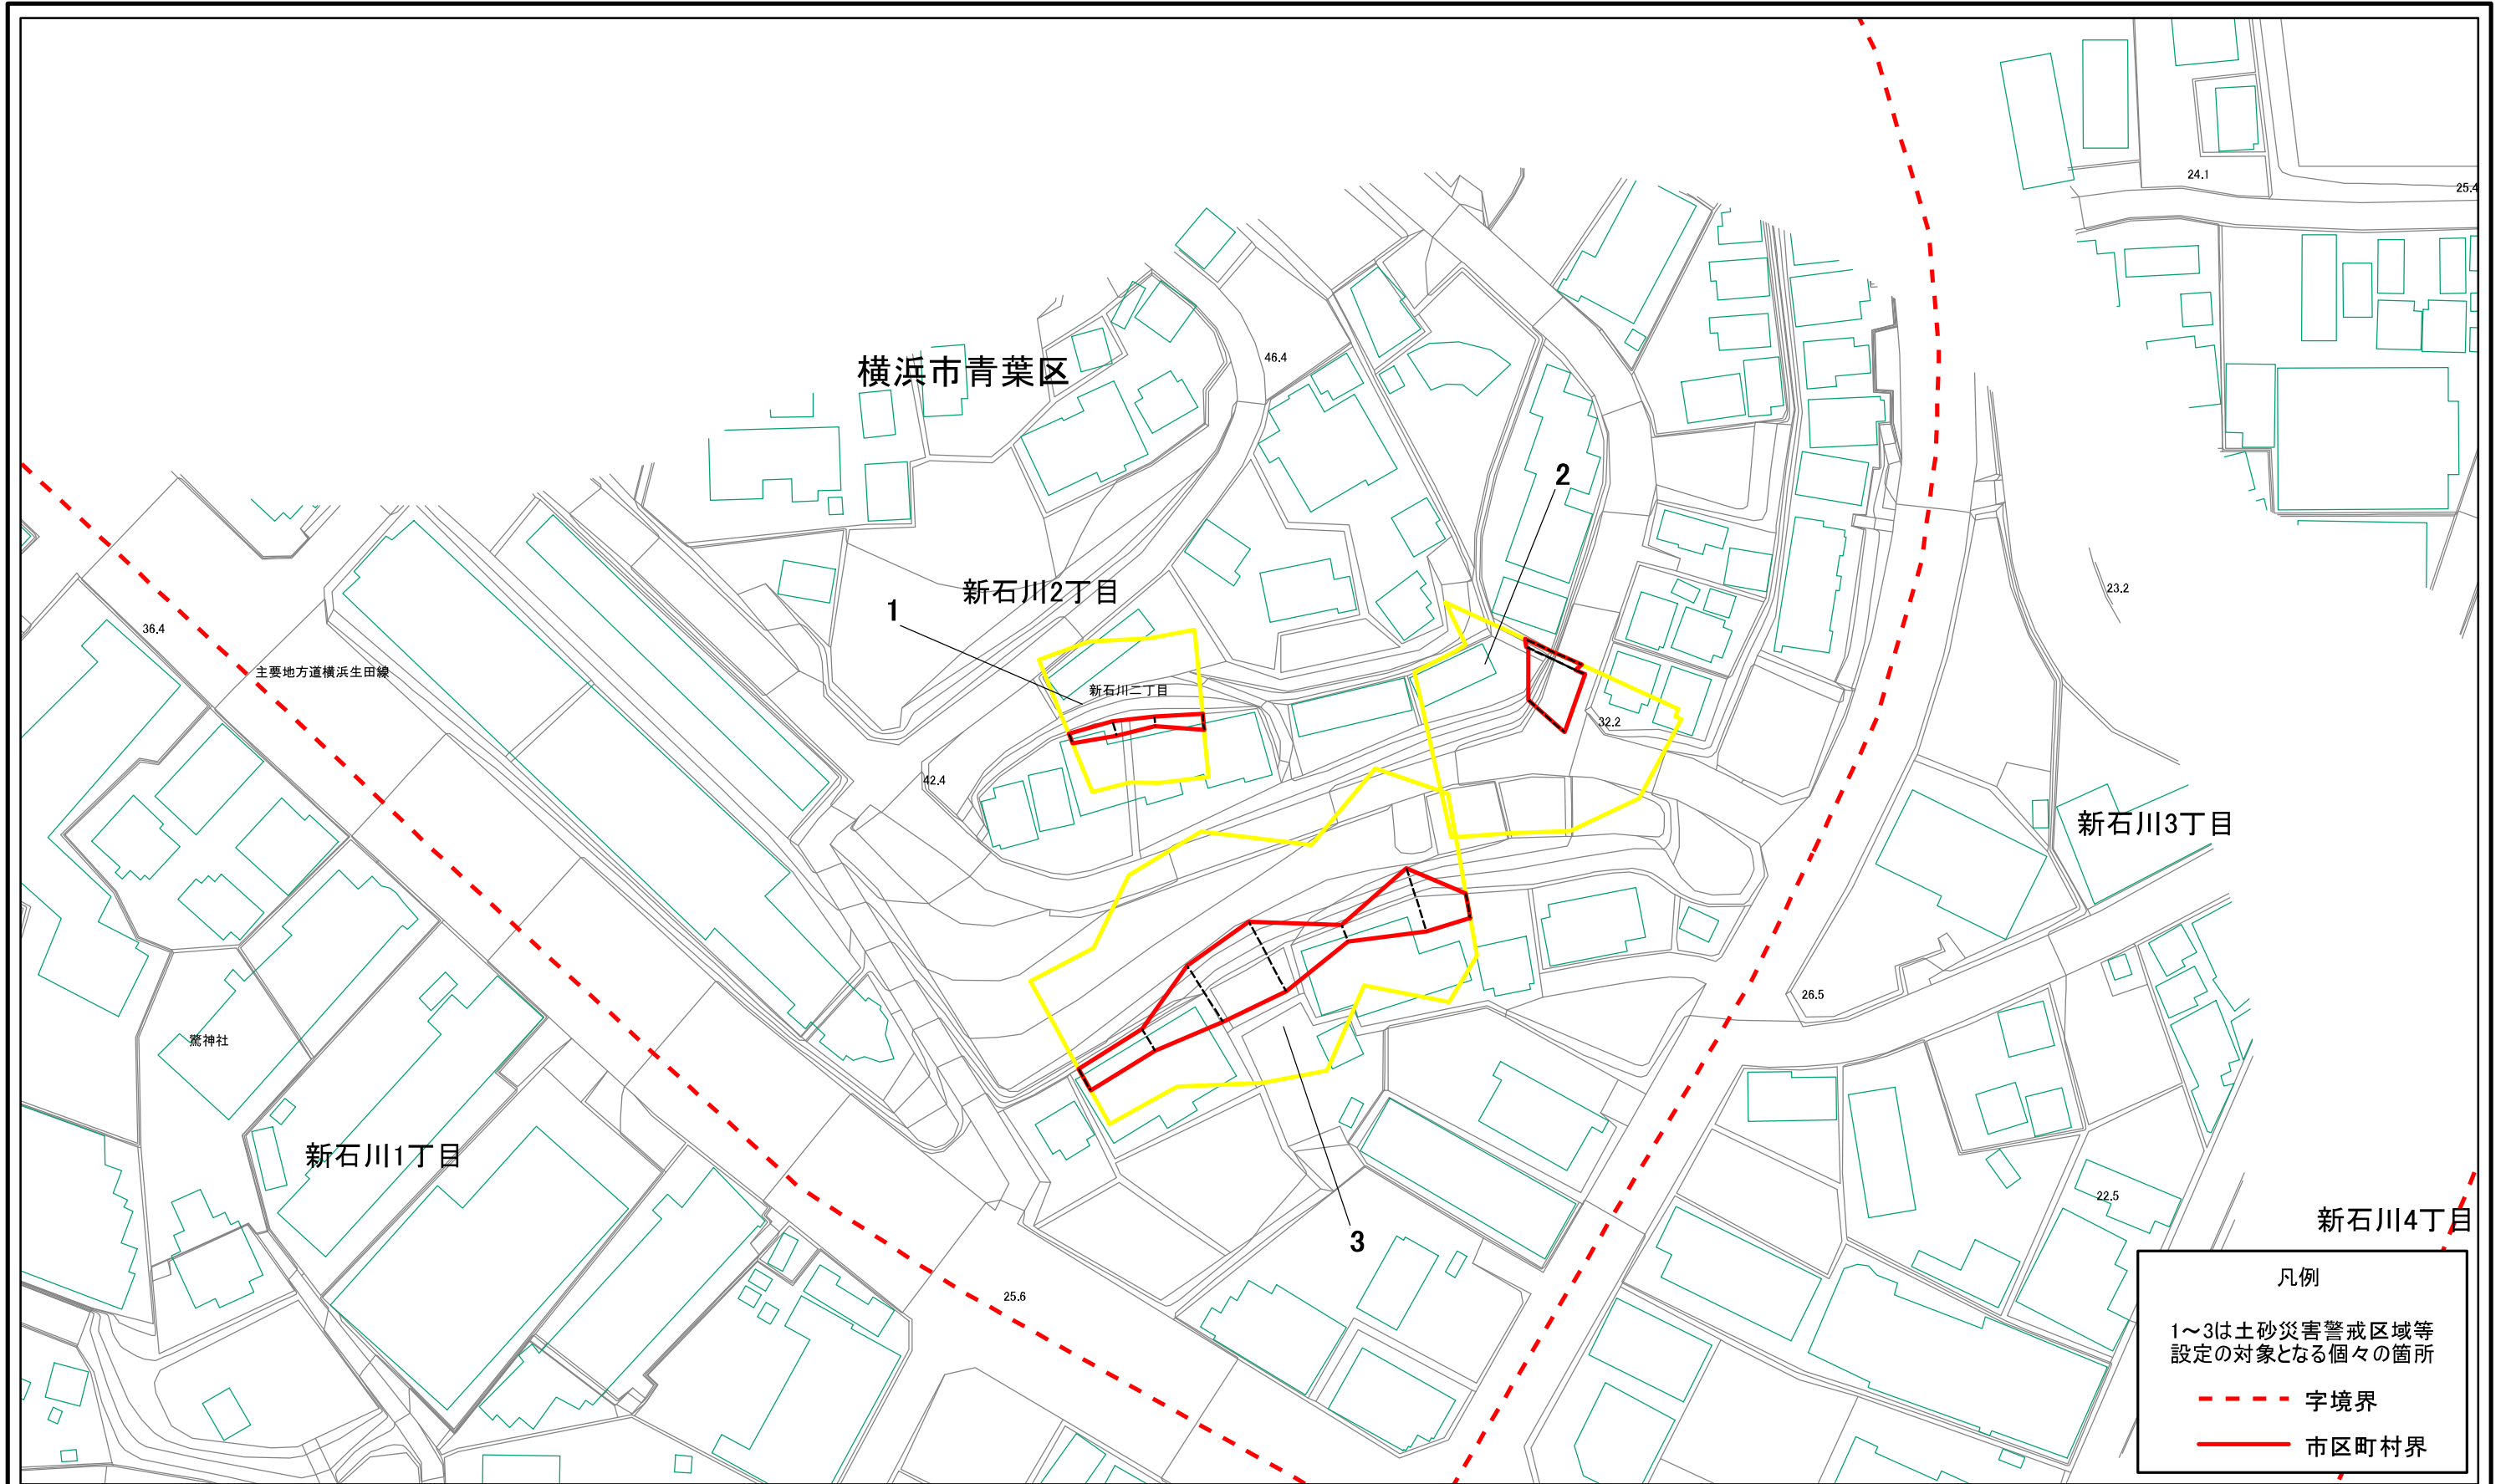 24.1
25.4
横浜市青葉区
46.4
2
新石川2丁目
1
23.2
36.4
主要地方道横浜生田線
新石川二丁目
32.2
42.4
新石川3丁目
26.5
驚神社
新石川1丁目
22.5
新石川4丁目
3
25.6
凡例
1～3は土砂災害警戒区域等
設定の対象となる個々の箇所
字境界
市区町村界